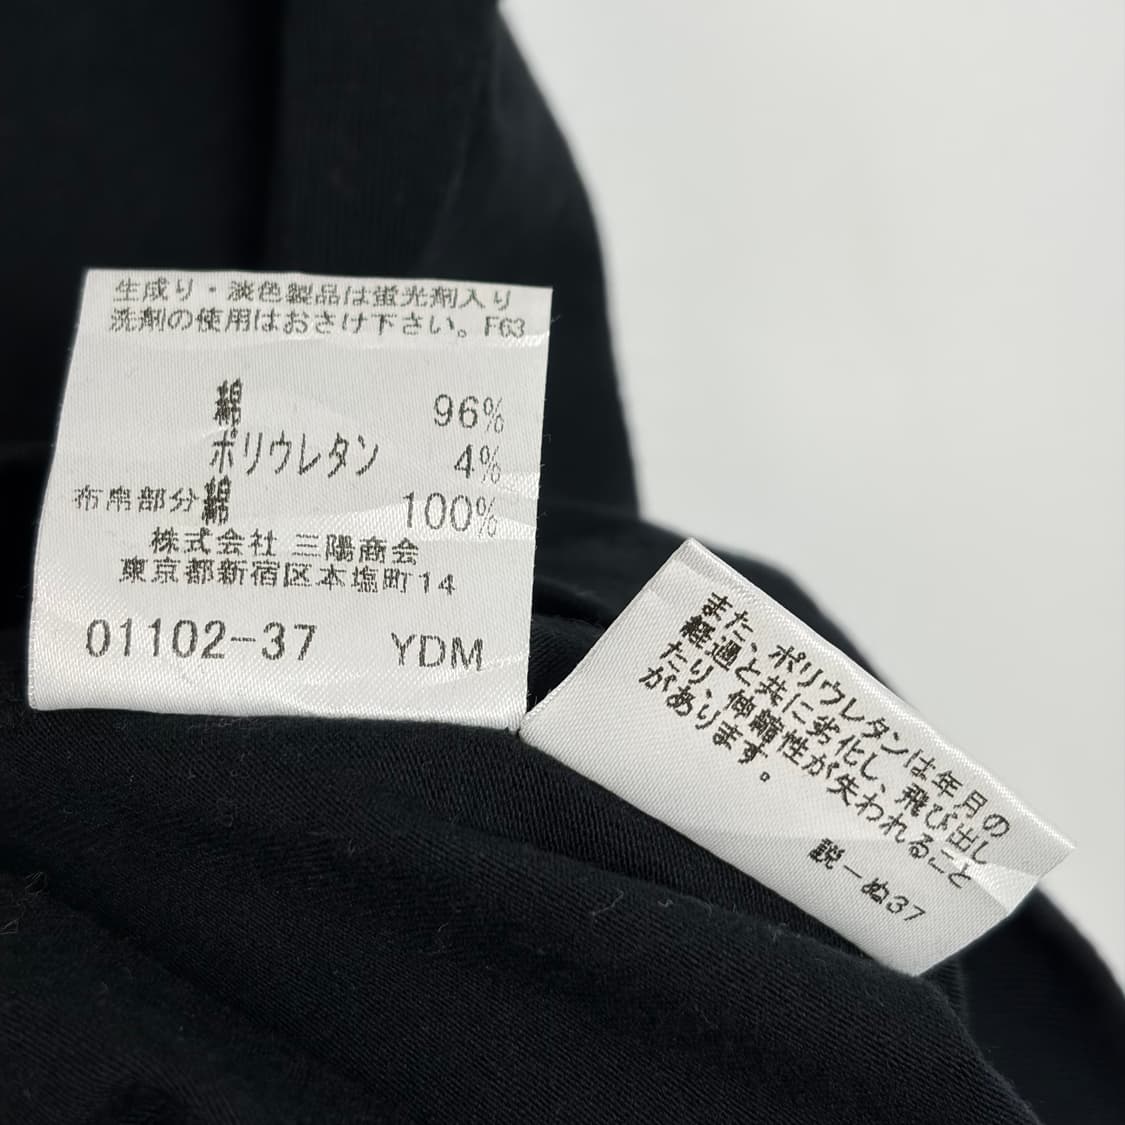 生成り・淡色製品は蛍光剤入り
洗剤の使用はおさけ下さい。F63
綿 96%
ポリウレタン 4%
布帛部分綿 100%
株式会社 三陽商会
東京都新宿区本塩町14
01102-37 YDM
また、ポリウレタンは年月の
経過と共に劣化し、飛び出し
たり、伸縮性が失われること
があります。
説-ぬ37